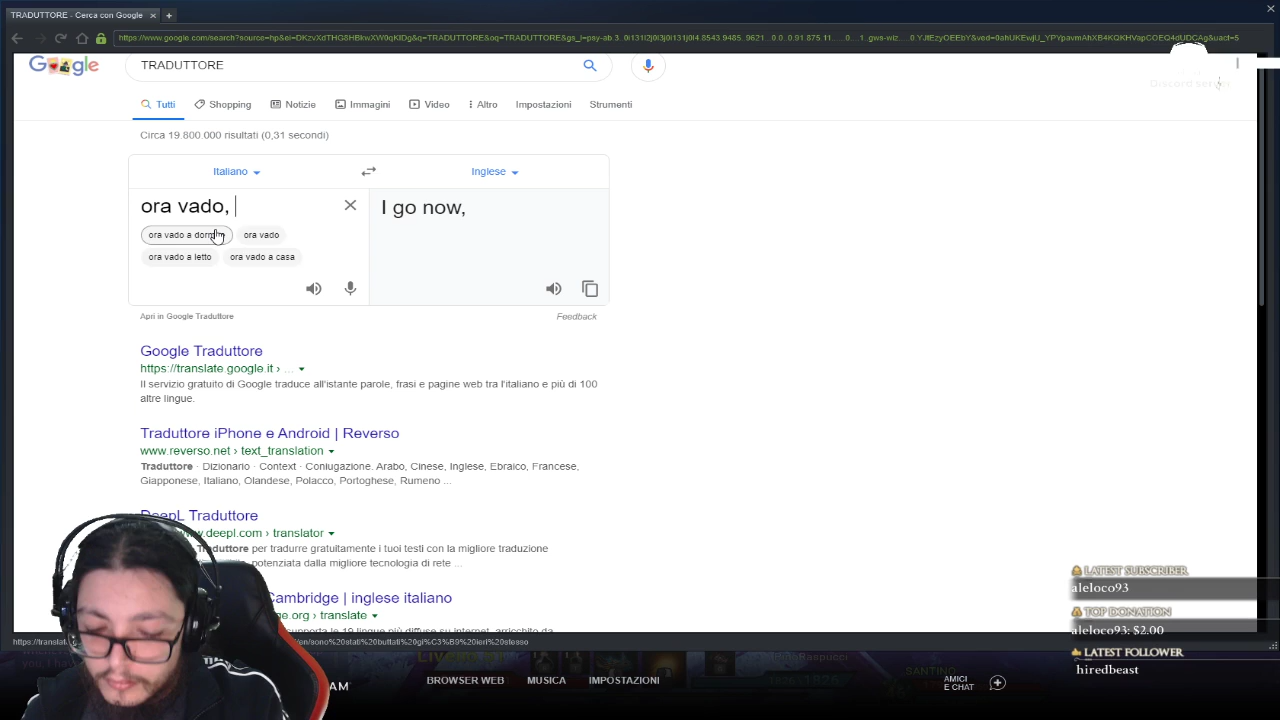 TRADUTTORE - Cerca con Google
TRADUTTORE
Tutti
Shopping
Notizie
Immagini
Video
Altro
Impostazioni
Strumenti
Circa 19.800.000 risultati (0,31 secondi)
Italiano
Inglese
ora vado,
I go now,
ora vado a dormire
ora vado
ora vado a letto
ora vado a casa
Apri in Google Traduttore
Feedback
Google Traduttore
https://translate.google.it › ...
Il servizio gratuito di Google traduce all'istante parole, frasi e pagine web tra l'italiano e più di 100
altre lingue.
Traduttore iPhone e Android | Reverso
www.reverso.net › text_translation
Traduttore · Dizionario · Context · Coniugazione. Arabo, Cinese, Inglese, Ebraico, Francese,
Giapponese, Italiano, Olandese, Polacco, Portoghese, Rumeno ...
DeepL Traduttore
.deepl.com › translator
Traduttore per tradurre gratuitamente i tuoi testi con la migliore traduzione
potenziata dalla migliore tecnologia di rete ...
Cambridge | inglese italiano
translate
Discord server
LATEST SUBSCRIBER
aleloco93
TOP DONATION
aleloco93: $2.00
LATEST FOLLOWER
hiredbeast
BROWSER WEB
MUSICA
IMPOSTAZIONI
SANTINO
AMICI
E CHAT